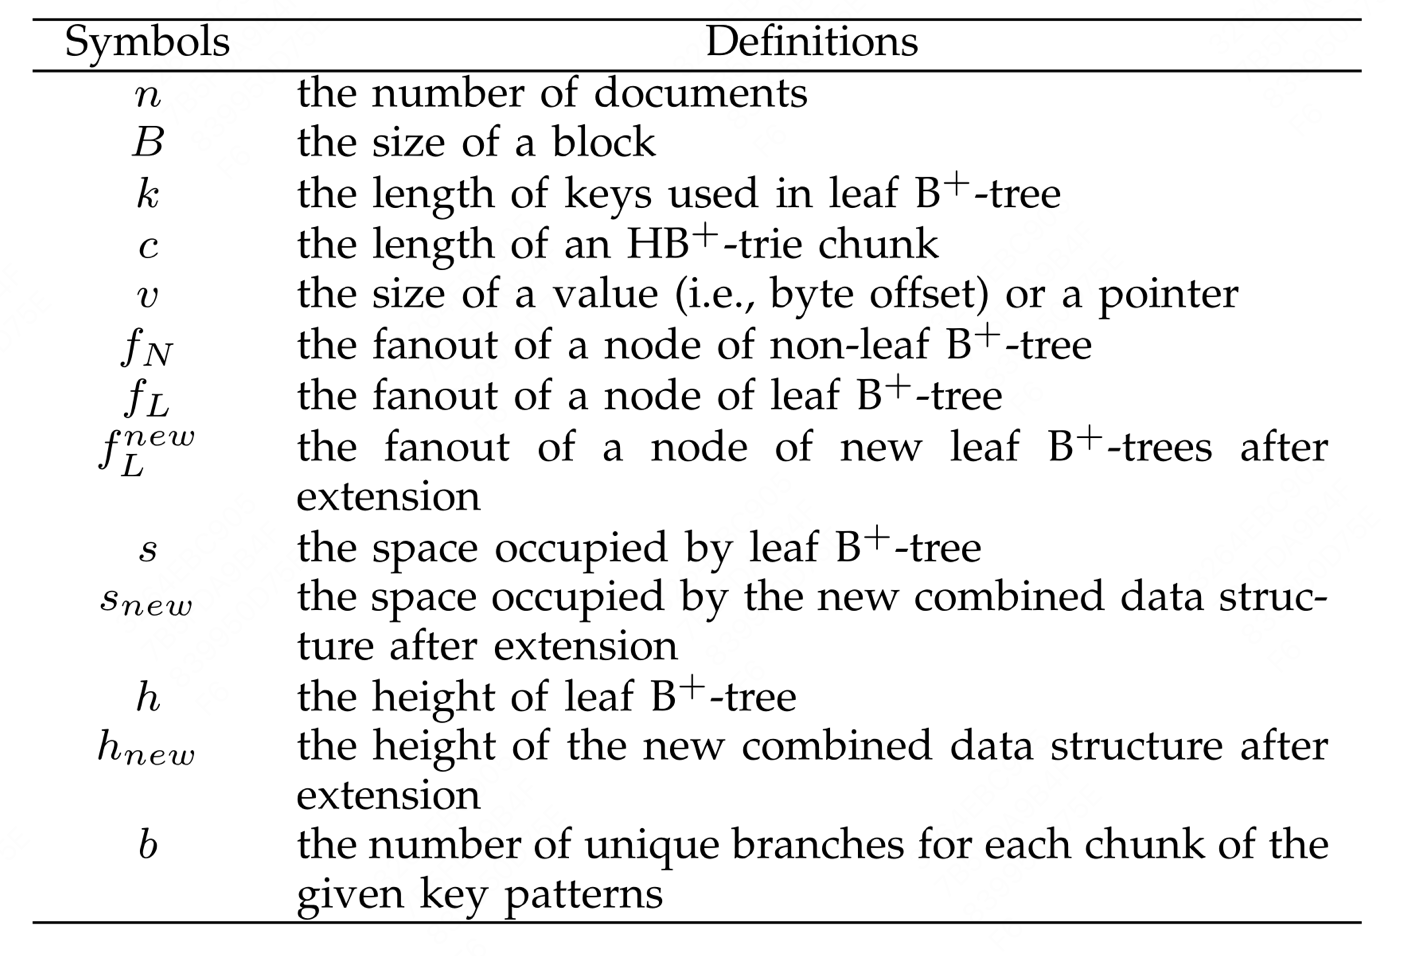 Symbols Definitions
n the number of documents
B the size of a block
k the length of keys used in leaf B⁺-tree
c the length of an HB⁺-trie chunk
v the size of a value (i.e., byte offset) or a pointer
f_N the fanout of a node of non-leaf B⁺-tree
f_L the fanout of a node of leaf B⁺-tree
f_L^new the fanout of a node of new leaf B⁺-trees after
extension
s the space occupied by leaf B⁺-tree
s_new the space occupied by the new combined data struc-
ture after extension
h the height of leaf B⁺-tree
h_new the height of the new combined data structure after
extension
b the number of unique branches for each chunk of the
given key patterns